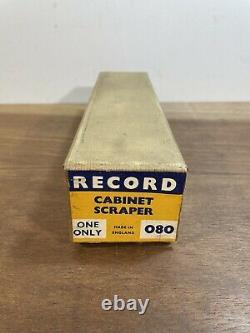 RECORD
CABINET
SCRAPER
ONE
ONLY
MADE IN
ENGLAND
080